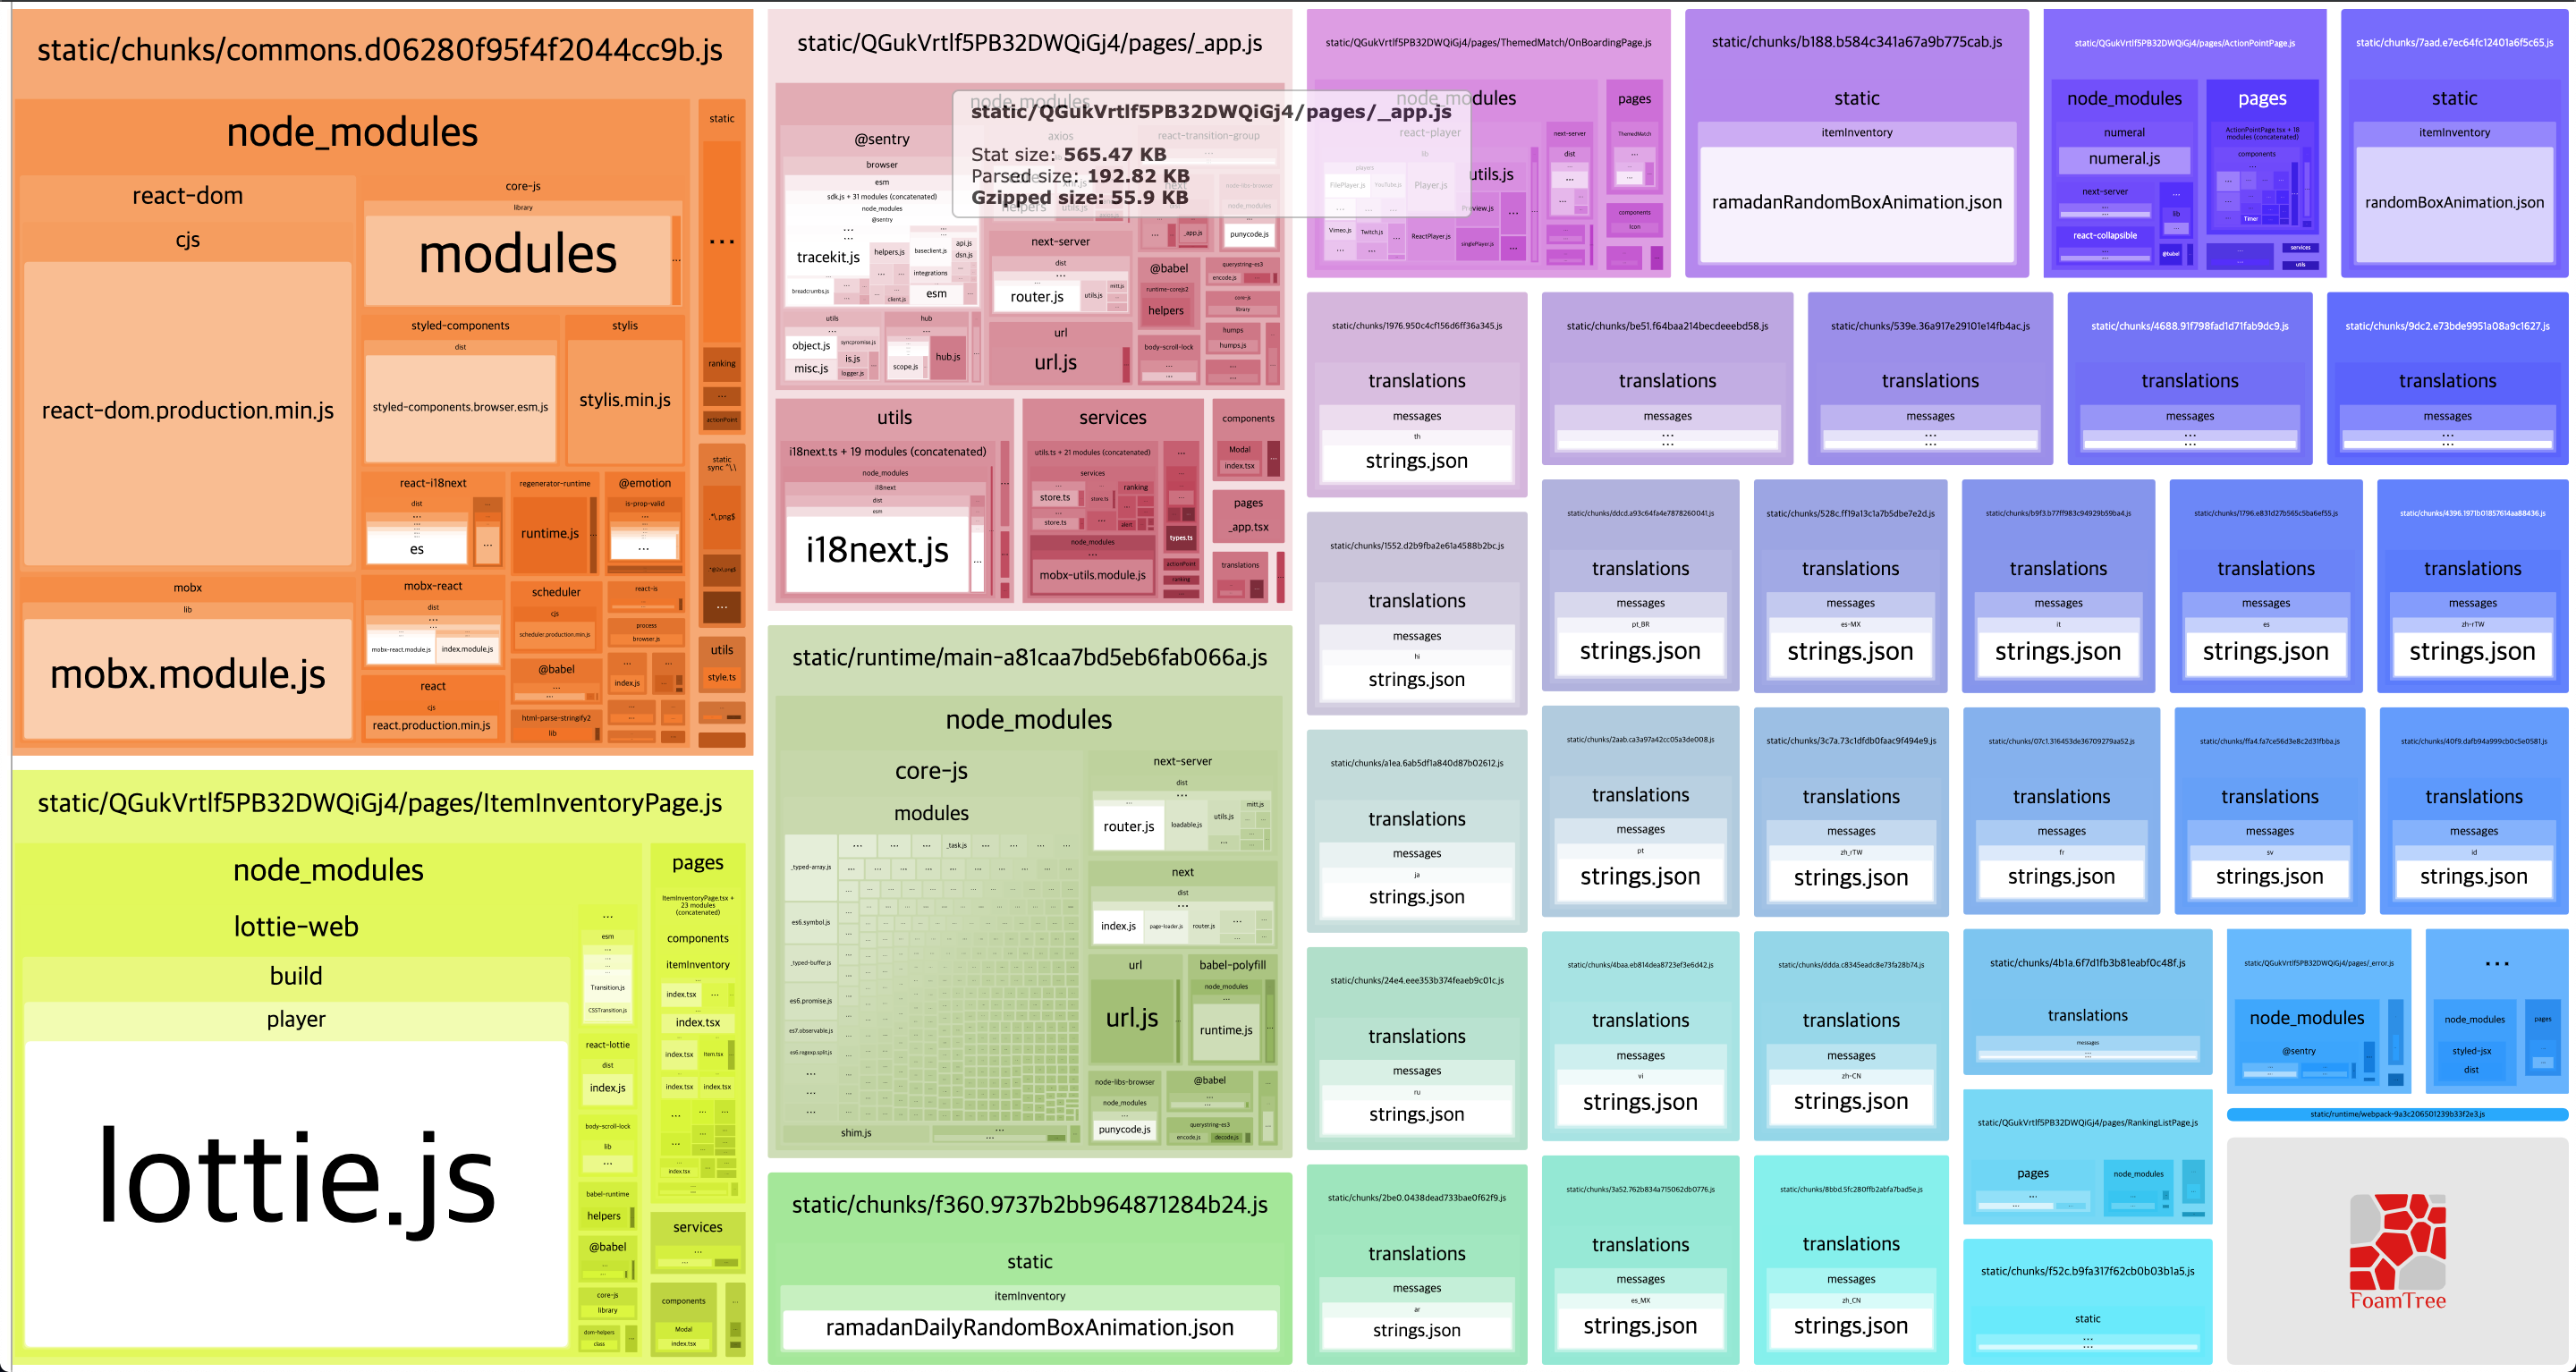 static/chunks/commons.d06280f95f4f2044cc9b.js
node_modules
react-dom
cjs
react-dom.production.min.js
core-js
library
modules
...
styled-components
dist
styled-components.browser.esm.js
stylis
stylis.min.js
react-i18next
dist
es
regenerator-runtime
runtime.js
@emotion
is-prop-valid
...
mobx
lib
mobx.module.js
mobx-react
dist
mobx-react.module.js
index.module.js
scheduler
cjs
scheduler.production.min.js
react-is
process
browser.js
@babel
index.js
react
cjs
react.production.min.js
html-parse-stringify2
lib
static
...
ranking
actionPoint
static
sync ^\.\
utils
style.ts
static/QGukVrtlf5PB32DWQiGj4/pages/ItemInventoryPage.js
node_modules
lottie-web
build
player
lottie.js
esm
Transition.js
CSSTransition.js
react-lottie
dist
index.js
body-scroll-lock
lib
babel-runtime
helpers
@babel
core-js
library
dom-helpers
class
pages
ItemInventoryPage.tsx +
23 modules
(concatenated)
components
itemInventory
index.tsx
index.tsx
index.tsx
Item.tsx
index.tsx
index.tsx
index.tsx
services
components
Modal
index.tsx
static/QGukVrtlf5PB32DWQiGj4/pages/_app.js
node_modules
static/QGukVrtlf5PB32DWQiGj4/pages/_app.js
Stat size: 565.47 KB
Parsed size: 192.82 KB
Gzipped size: 55.9 KB
@sentry
browser
esm
sdk.js + 31 modules (concatenated)
node_modules
@sentry
tracekit.js
helpers.js
baseclient.js
api.js
dsn.js
integrations
breadcrumbs.js
client.js
esm
utils
object.js
syncpromise.js
misc.js
is.js
logger.js
hub
scope.js
hub.js
axios
helpers
utils.js
react-transition-group
next
_app.js
node_modules
punycode.js
next-server
dist
router.js
utils.js
mitt.js
url
url.js
@babel
runtime-corejs2
helpers
querystring-es3
encode.js
core-js
library
body-scroll-lock
humps
humps.js
utils
i18next.ts + 19 modules (concatenated)
node_modules
i18next
dist
esm
i18next.js
services
utils.ts + 21 modules (concatenated)
services
store.ts
store.ts
ranking
store.ts
alert
node_modules
mobx-utils.module.js
types.ts
actionPoint
ranking
components
Modal
index.tsx
pages
_app.tsx
translations
static/runtime/main-a81caa7bd5eb6fab066a.js
node_modules
core-js
modules
_typed-array.js
_task.js
es6.symbol.js
_typed-buffer.js
es6.promise.js
es7.observable.js
es6.regexp.split.js
shim.js
next-server
dist
router.js
loadable.js
utils.js
mitt.js
next
dist
index.js
page-loader.js
router.js
url
url.js
babel-polyfill
node_modules
runtime.js
node-libs-browser
node_modules
punycode.js
@babel
querystring-es3
encode.js
decode.js
static/chunks/f360.9737b2bb964871284b24.js
static
itemInventory
ramadanDailyRandomBoxAnimation.json
static/QGukVrtlf5PB32DWQiGj4/pages/ThemedMatch/OnBoardingPage.js
node_modules
react-player
lib
players
FilePlayer.js
YouTube.js
Player.js
utils.js
Preview.js
Vimeo.js
Twitch.js
ReactPlayer.js
singlePlayer.js
next-server
dist
pages
ThemedMatch
components
Icon
static/chunks/b188.b584c341a67a9b775cab.js
static
itemInventory
ramadanRandomBoxAnimation.json
static/QGukVrtlf5PB32DWQiGj4/pages/ActionPointPage.js
node_modules
numeral
numeral.js
next-server
lib
react-collapsible
@babel
pages
ActionPointPage.tsx + 18
modules (concatenated)
components
Timer
services
utils
static/chunks/7aad.e7ec64fc12401a6f5c65.js
static
itemInventory
randomBoxAnimation.json
static/chunks/1976.950c4cf156d6ff36a345.js
translations
messages
th
strings.json
static/chunks/be51.f64baa214becdeeebd58.js
translations
messages
static/chunks/539e.36a917e29101e14fb4ac.js
translations
messages
static/chunks/4688.91f798fad1d71fab9dc9.js
translations
messages
static/chunks/9dc2.e73bde9951a08a9c1627.js
translations
messages
static/chunks/1552.d2b9fba2e61a4588b2bc.js
translations
messages
hi
strings.json
static/chunks/ddcd.a93c64fa4e7878260041.js
translations
messages
pt_BR
strings.json
static/chunks/528c.ff19a13c1a7b5dbe7e2d.js
translations
messages
es-MX
strings.json
static/chunks/b9f3.b77ff983c94929b59ba4.js
translations
messages
it
strings.json
static/chunks/1796.e831d27b565c5ba6ef55.js
translations
messages
es
strings.json
static/chunks/4396.1971b01857614aa88436.js
translations
messages
zh-rTW
strings.json
static/chunks/a1ea.6ab5df1a840d87b02612.js
translations
messages
ja
strings.json
static/chunks/2aab.ca3a97a42cc05a3de008.js
translations
messages
pt
strings.json
static/chunks/3c7a.73c1dfdb0faac9f494e9.js
translations
messages
zh_rTW
strings.json
static/chunks/07c1.316453de36709279aa52.js
translations
messages
fr
strings.json
static/chunks/ffa4.fa7ce56d3e8c2d31fbba.js
translations
messages
sv
strings.json
static/chunks/40f9.dafb94a999cb0c5e0581.js
translations
messages
id
strings.json
static/chunks/24e4.eee353b374feaeb9c01c.js
translations
messages
ru
strings.json
static/chunks/4baa.eb814dea8723ef3e6d42.js
translations
messages
vi
strings.json
static/chunks/ddda.c8345eadc8e73fa28b74.js
translations
messages
zh-CN
strings.json
static/chunks/4b1a.6f7d1fb3b81eabf0c48f.js
translations
messages
static/QGukVrtlf5PB32DWQiGj4/pages/_error.js
node_modules
@sentry
...
node_modules
styled-jsx
dist
pages
static/runtime/webpack-9a3c206501239b33f2e3.js
static/chunks/2be0.0438dead733bae0f62f9.js
translations
messages
ar
strings.json
static/chunks/3a52.762b834a715062db0776.js
translations
messages
es_MX
strings.json
static/chunks/8bbd.5fc280ffb2abfa7bad5e.js
translations
messages
zh_CN
strings.json
static/QGukVrtlf5PB32DWQiGj4/pages/RankingListPage.js
pages
node_modules
static/chunks/f52c.b9fa317f62cb0b03b1a5.js
static
FoamTree